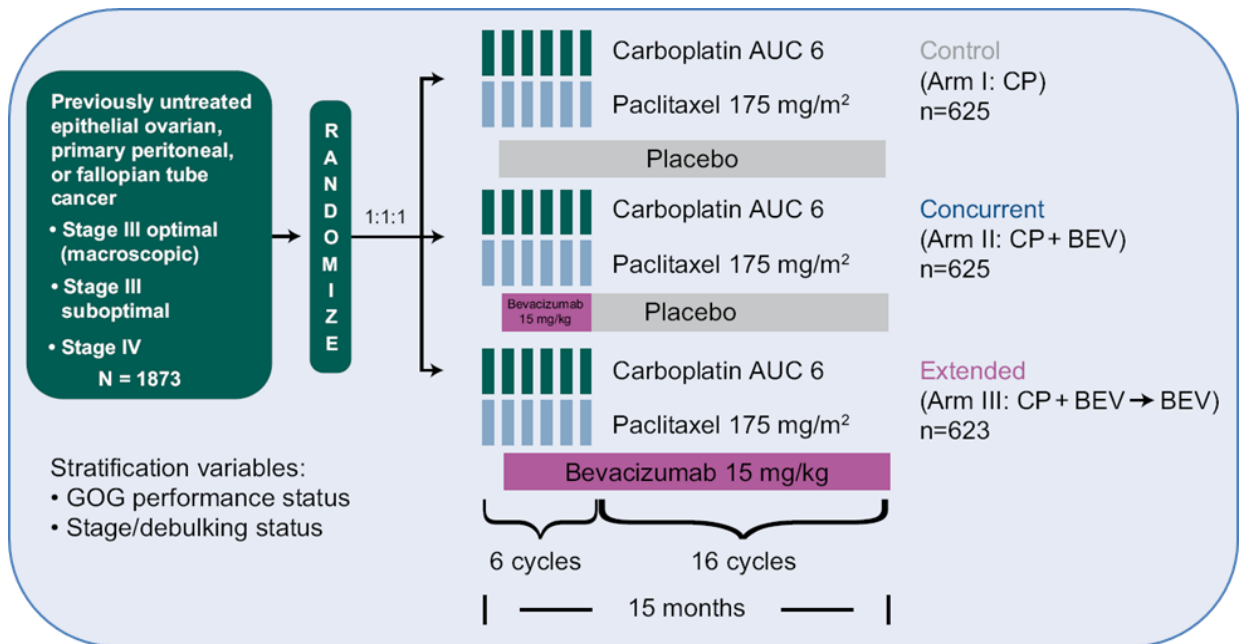 Previously untreated
epithelial ovarian,
primary peritoneal,
or fallopian tube
cancer
• Stage III optimal
(macroscopic)
• Stage III
suboptimal
• Stage IV
N = 1873
RANDOMIZE
1:1:1
Carboplatin AUC 6
Paclitaxel 175 mg/m²
Placebo
Control
(Arm I: CP)
n=625
Carboplatin AUC 6
Paclitaxel 175 mg/m²
Bevacizumab
15 mg/kg
Placebo
Concurrent
(Arm II: CP + BEV)
n=625
Carboplatin AUC 6
Paclitaxel 175 mg/m²
Bevacizumab 15 mg/kg
Extended
(Arm III: CP + BEV → BEV)
n=623
Stratification variables:
• GOG performance status
• Stage/debulking status
6 cycles
16 cycles
15 months